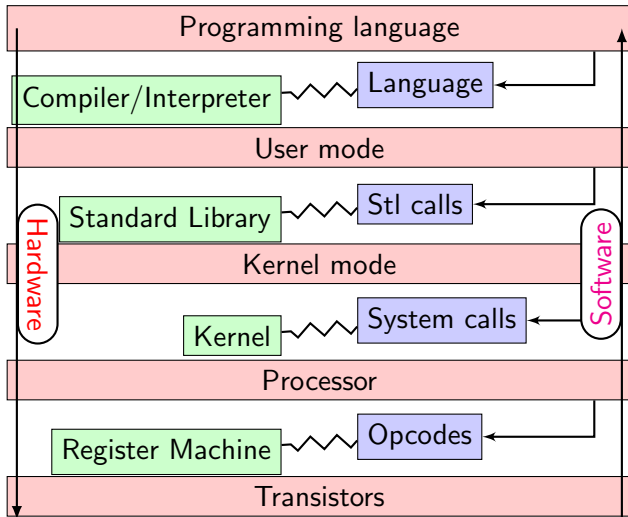 Programming language
Language
Compiler/Interpreter
User mode
Stl calls
Standard Library
Hardware
Software
Kernel mode
System calls
Kernel
Processor
Opcodes
Register Machine
Transistors